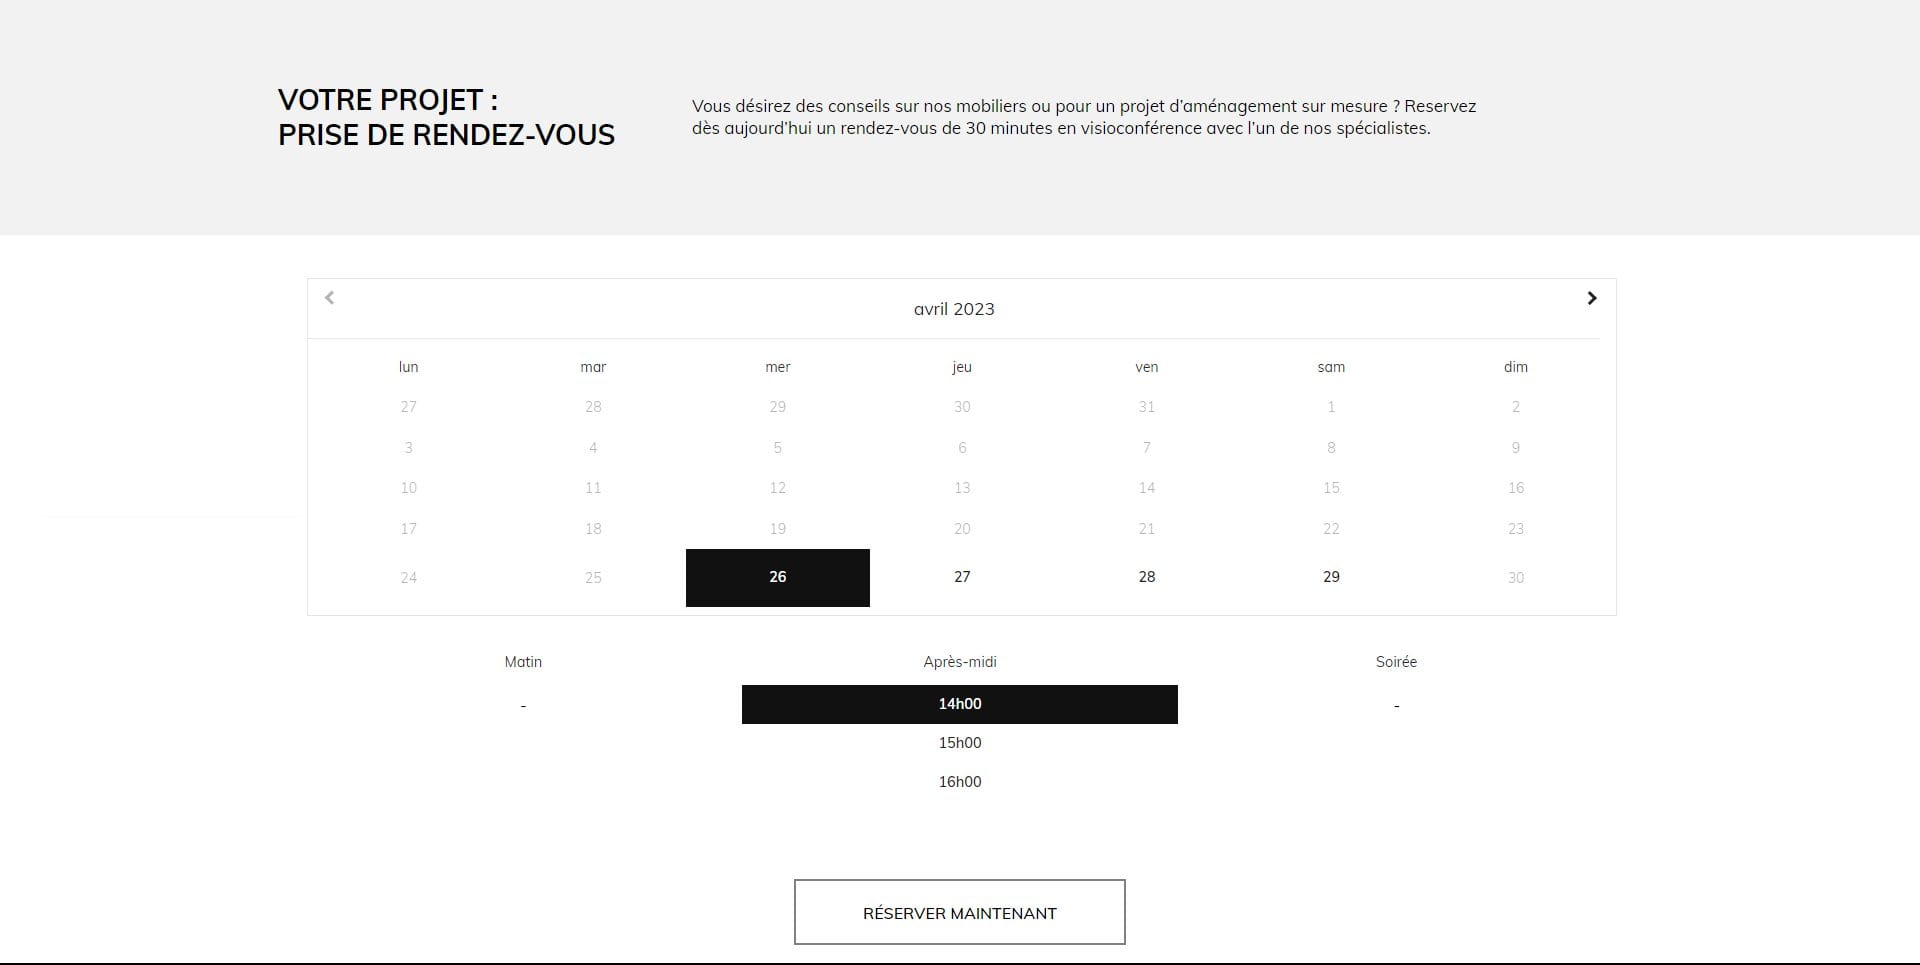 VOTRE PROJET :
PRISE DE RENDEZ-VOUS
Vous désirez des conseils sur nos mobiliers ou pour un projet d’aménagement sur mesure ? Reservez
dès aujourd’hui un rendez-vous de 30 minutes en visioconférence avec l’un de nos spécialistes.
avril 2023
lun mar mer jeu ven sam dim
27 28 29 30 31 1 2
3 4 5 6 7 8 9
10 11 12 13 14 15 16
17 18 19 20 21 22 23
24 25 26 27 28 29 30
Matin Après-midi Soirée
- 14h00 -
15h00
16h00
RÉSERVER MAINTENANT